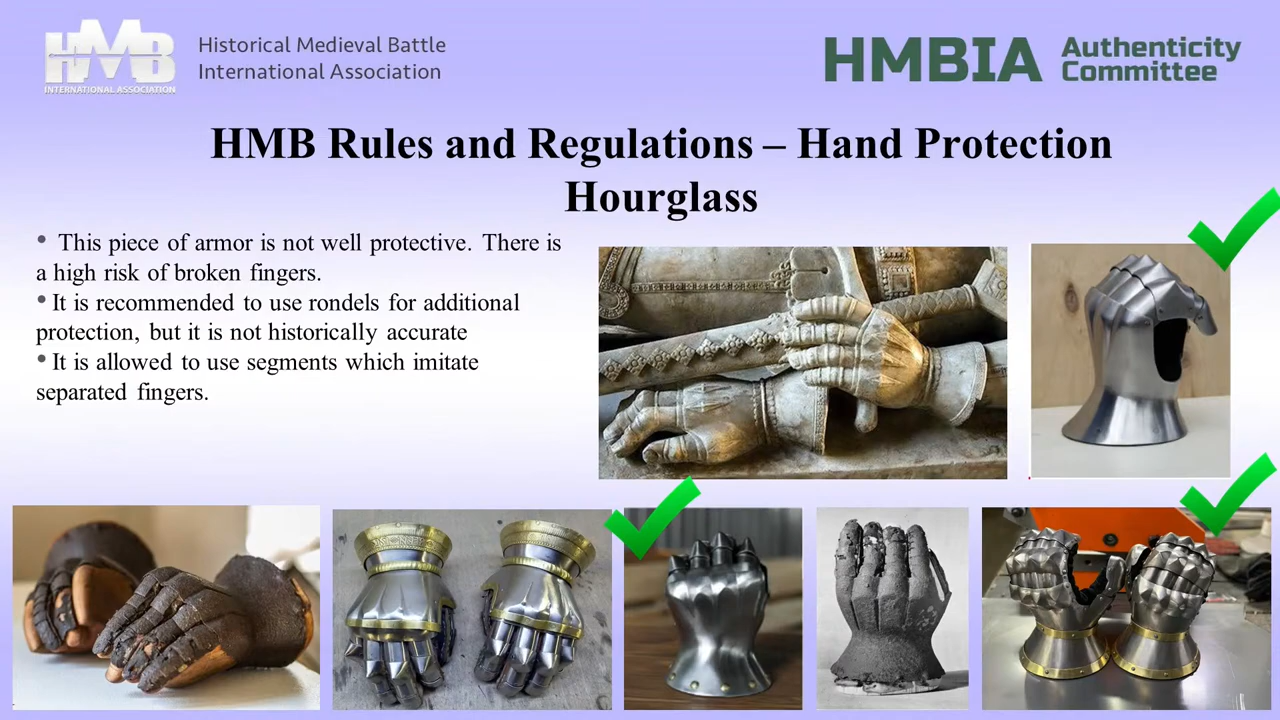 HMB
INTERNATIONAL ASSOCIATION
Historical Medieval Battle
International Association
HMBIA
Authenticity
Committee
HMB Rules and Regulations – Hand Protection
Hourglass
• This piece of armor is not well protective. There is
a high risk of broken fingers.
• It is recommended to use rondels for additional
protection, but it is not historically accurate
• It is allowed to use segments which imitate
separated fingers.